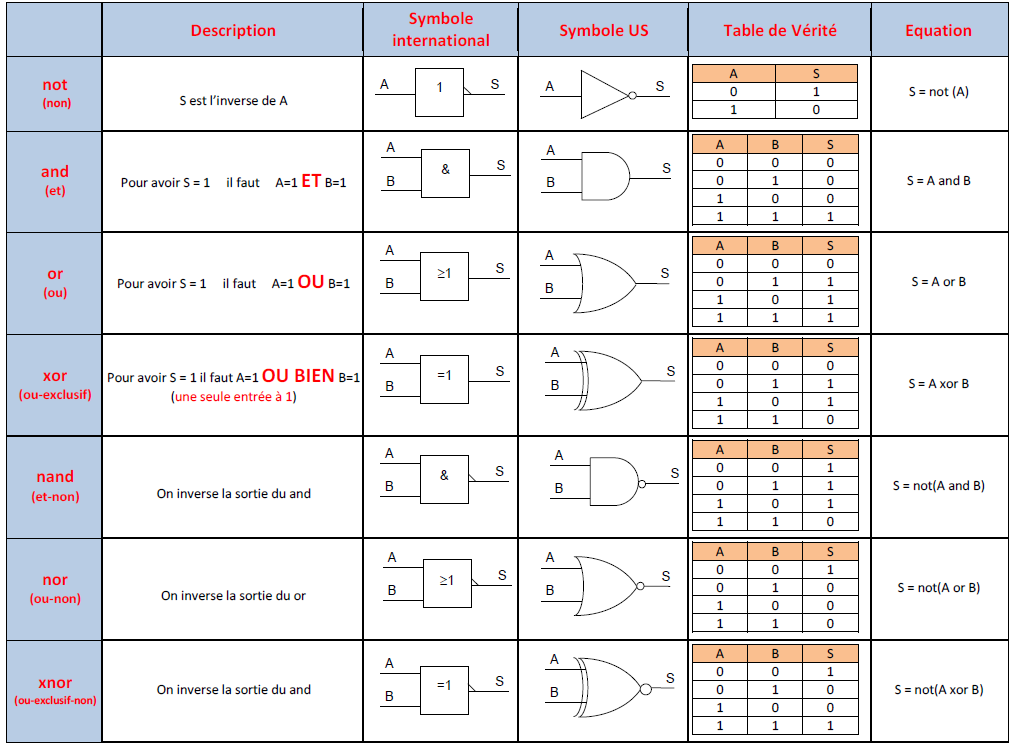 Description Symbole international Symbole US Table de Vérité Equation
not
(non)
S est l’inverse de A
A 1 S
A S
A S
0 1
1 0
S = not (A)
and
(et)
Pour avoir S = 1 il faut A=1 ET B=1
A
B & S
A
B S
A B S
0 0 0
0 1 0
1 0 0
1 1 1
S = A and B
or
(ou)
Pour avoir S = 1 il faut A=1 OU B=1
A
B ≥1 S
A
B S
A B S
0 0 0
0 1 1
1 0 1
1 1 1
S = A or B
xor
(ou-exclusif)
Pour avoir S = 1 il faut A=1 OU BIEN B=1
(une seule entrée à 1)
A
B =1 S
A
B S
A B S
0 0 0
0 1 1
1 0 1
1 1 0
S = A xor B
nand
(et-non)
On inverse la sortie du and
A
B & S
A
B S
A B S
0 0 1
0 1 1
1 0 1
1 1 0
S = not(A and B)
nor
(ou-non)
On inverse la sortie du or
A
B ≥1 S
A
B S
A B S
0 0 1
0 1 0
1 0 0
1 1 0
S = not(A or B)
xnor
(ou-exclusif-non)
On inverse la sortie du and
A
B =1 S
A
B S
A B S
0 0 1
0 1 0
1 0 0
1 1 1
S = not(A xor B)